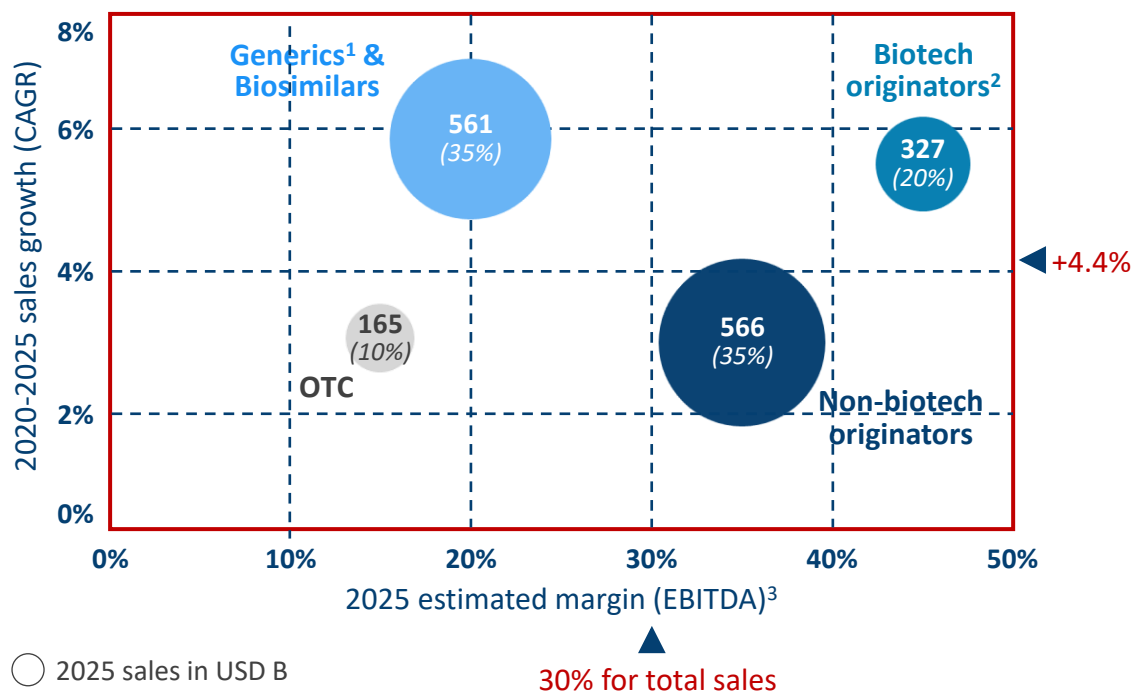 2020-2025 sales growth (CAGR)
8%
6%
4%
2%
0%
Generics¹ &
Biosimilars
561
(35%)
Biotech
originators²
327
(20%)
+4.4%
165
(10%)
OTC
566
(35%)
Non-biotech
originators
0%
10%
20%
30%
40%
50%
2025 estimated margin (EBITDA)³
2025 sales in USD B
30% for total sales